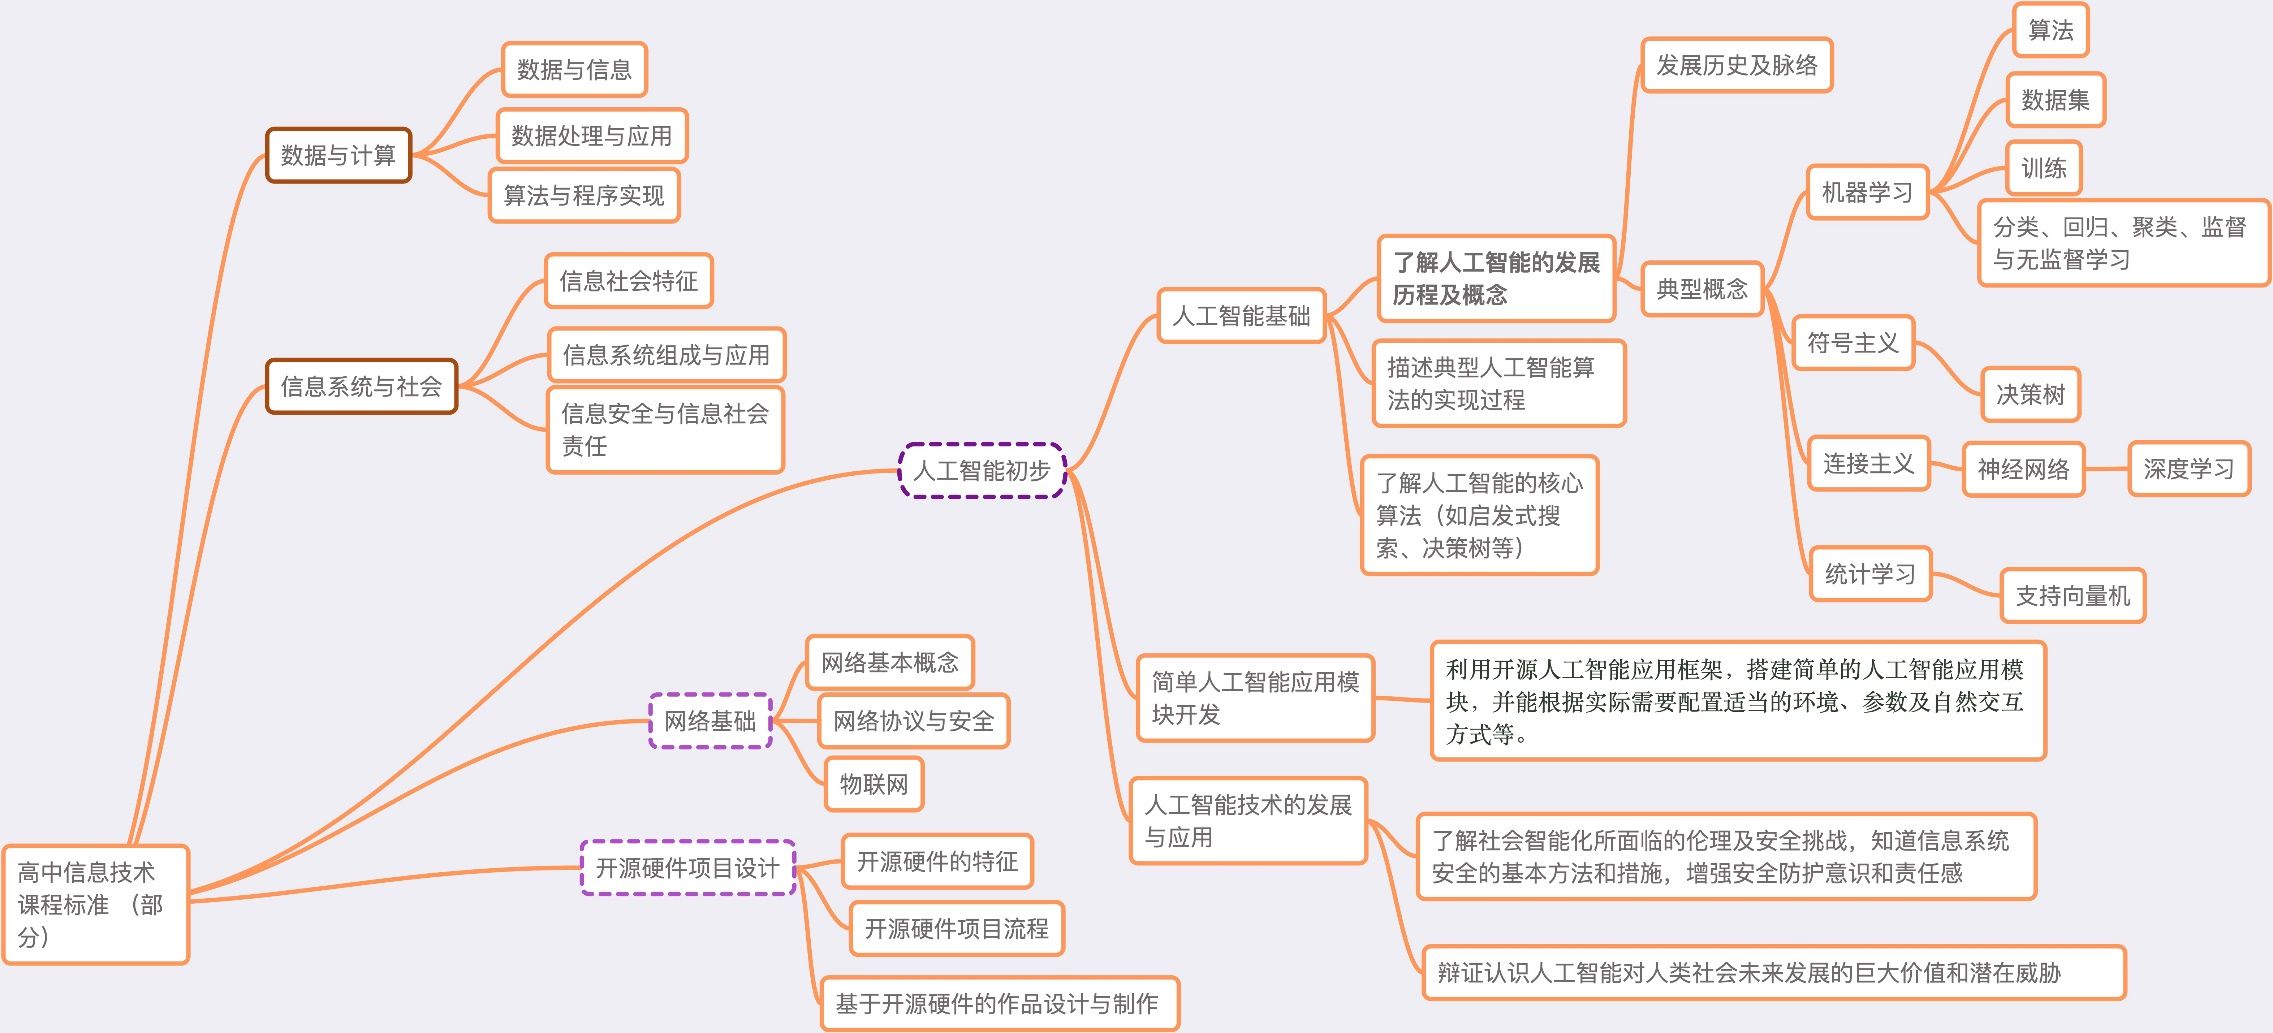 高中信息技术
课程标准 （部
分）
数据与计算
数据与信息
数据处理与应用
算法与程序实现
信息系统与社会
信息社会特征
信息系统组成与应用
信息安全与信息社会
责任
人工智能初步
人工智能基础
了解人工智能的发展
历程及概念
发展历史及脉络
典型概念
机器学习
算法
数据集
训练
分类、回归、聚类、监督
与无监督学习
符号主义
决策树
连接主义
神经网络
深度学习
统计学习
支持向量机
描述典型人工智能算
法的实现过程
了解人工智能的核心
算法（如启发式搜
索、决策树等）
简单人工智能应用模
块开发
利用开源人工智能应用框架，搭建简单的人工智能应用模
块，并能根据实际需要配置适当的环境、参数及自然交互
方式等。
人工智能技术的发展
与应用
了解社会智能化所面临的伦理及安全挑战，知道信息系统
安全的基本方法和措施，增强安全防护意识和责任感
辩证认识人工智能对人类社会未来发展的巨大价值和潜在威胁
网络基础
网络基本概念
网络协议与安全
物联网
开源硬件项目设计
开源硬件的特征
开源硬件项目流程
基于开源硬件的作品设计与制作